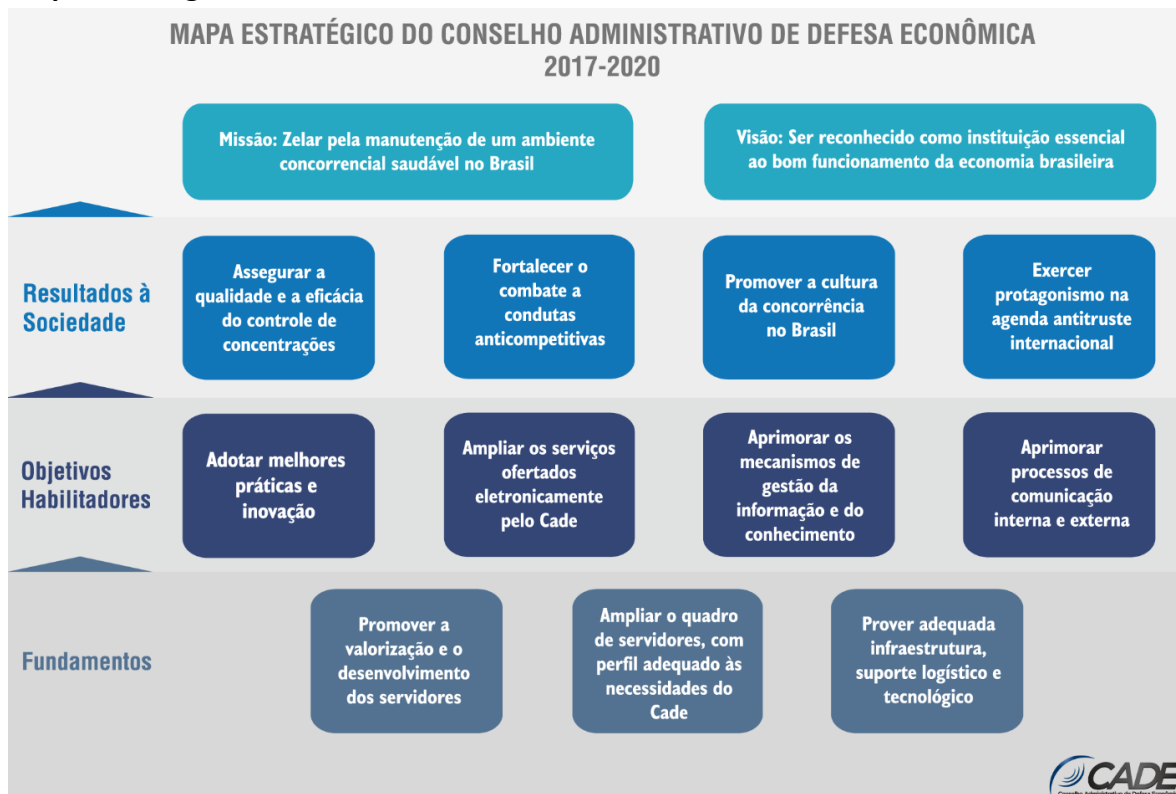 MAPA ESTRATÉGICO DO CONSELHO ADMINISTRATIVO DE DEFESA ECONÔMICA
2017-2020
Missão: Zelar pela manutenção de um ambiente
concorrencial saudável no Brasil
Visão: Ser reconhecido como instituição essencial
ao bom funcionamento da economia brasileira
Resultados à
Sociedade
Assegurar a
qualidade e a eficácia
do controle de
concentrações
Fortalecer o
combate a
condutas
anticompetitivas
Promover a cultura
da concorrência
no Brasil
Exercer
protagonismo na
agenda antitruste
internacional
Objetivos
Habilitadores
Adotar melhores
práticas e
inovação
Ampliar os serviços
ofertados
eletronicamente
pelo Cade
Aprimorar os
mecanismos de
gestão da
informação e do
conhecimento
Aprimorar
processos de
comunicação
interna e externa
Fundamentos
Promover a
valorização e o
desenvolvimento
dos servidores
Ampliar o quadro
de servidores, com
perfil adequado às
necessidades do
Cade
Prover adequada
infraestrutura,
suporte logístico e
tecnológico
CADE